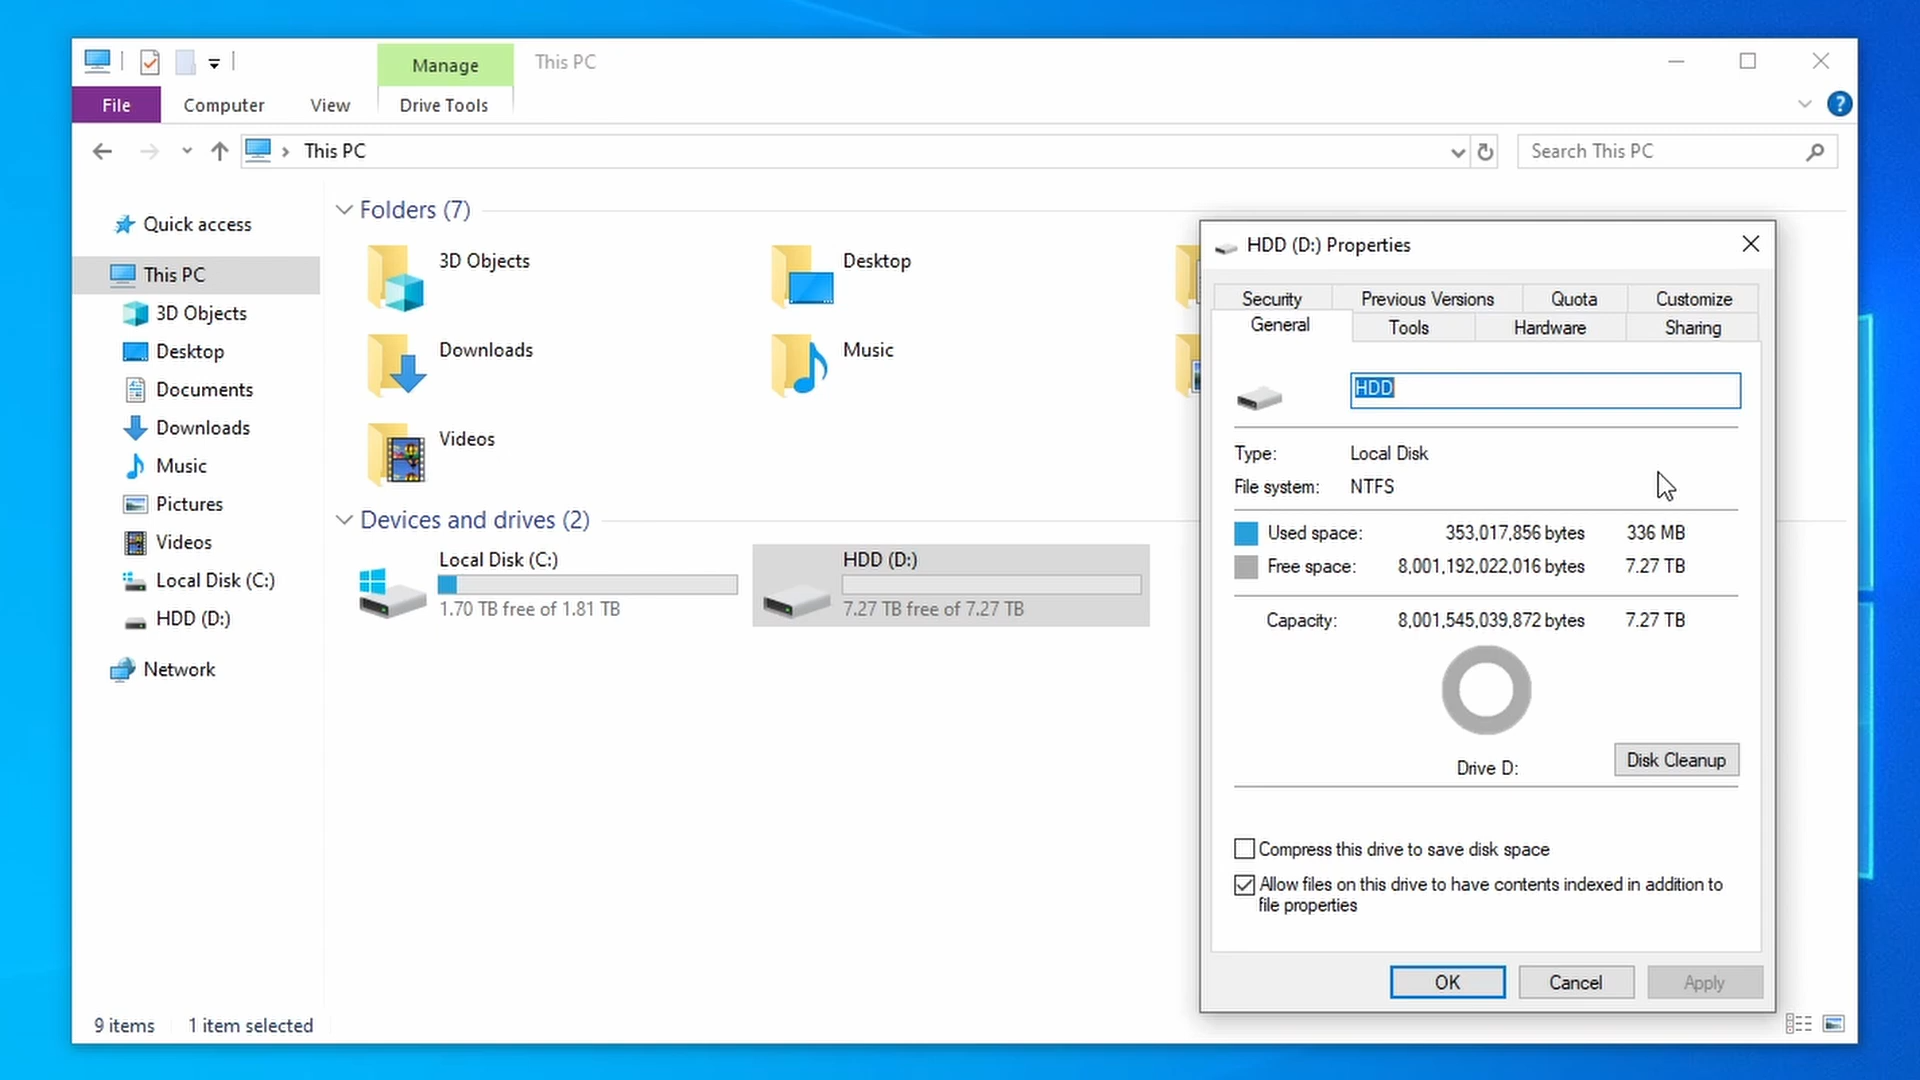 Manage
This PC
File
Computer
View
Drive Tools
?
This PC
Search This PC
Quick access
This PC
3D Objects
Desktop
Documents
Downloads
Music
Pictures
Videos
Local Disk (C:)
HDD (D:)
Network
Folders (7)
3D Objects
Desktop
Downloads
Music
Videos
Devices and drives (2)
Local Disk (C:)
1.70 TB free of 1.81 TB
HDD (D:)
7.27 TB free of 7.27 TB
HDD (D:) Properties
Security
Previous Versions
Quota
Customize
General
Tools
Hardware
Sharing
HDD
Type: Local Disk
File system: NTFS
Used space: 353,017,856 bytes 336 MB
Free space: 8,001,192,022,016 bytes 7.27 TB
Capacity: 8,001,545,039,872 bytes 7.27 TB
Drive D:
Disk Cleanup
Compress this drive to save disk space
Allow files on this drive to have contents indexed in addition to
file properties
OK
Cancel
Apply
9 items
1 item selected